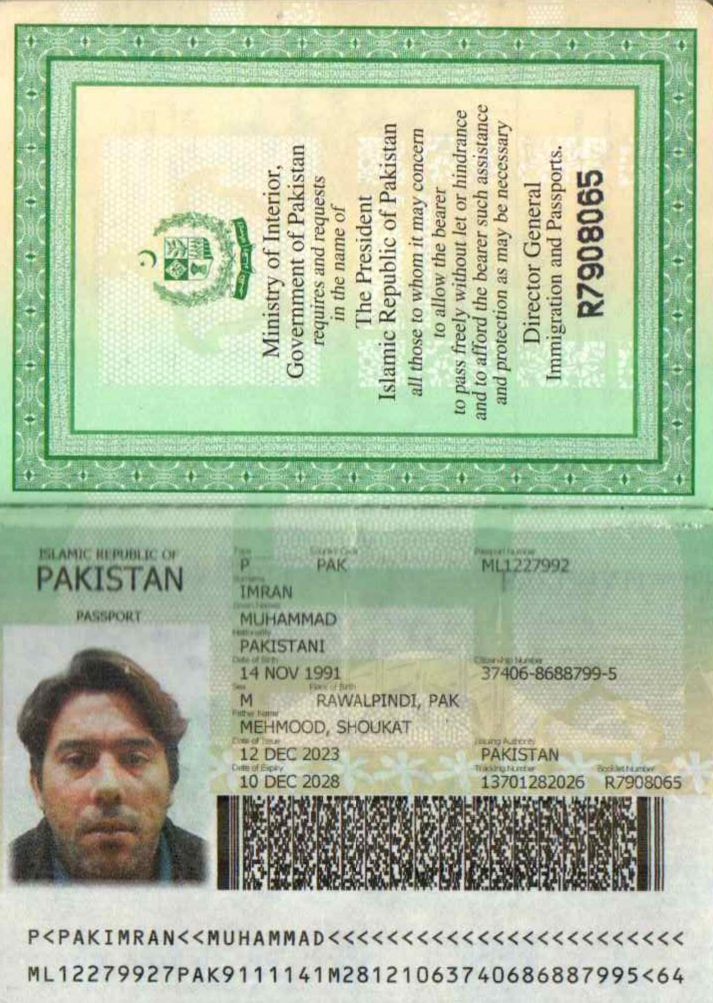 Ministry of Interior,
Government of Pakistan
requires and requests
in the name of
The President
Islamic Republic of Pakistan
all those to whom it may concern
to allow the bearer
to pass freely without let or hindrance
and to afford the bearer such assistance
and protection as may be necessary
Director General
Immigration and Passports.
R7908065
ISLAMIC REPUBLIC OF
PAKISTAN
PASSPORT
Type Country Code Passport Number
P PAK ML1227992
Surname
IMRAN
Given Names
MUHAMMAD
Nationality
PAKISTANI
Date of Birth Citizenship Number
14 NOV 1991 37406-8688799-5
Sex Place of Birth
M RAWALPINDI, PAK
Father Name
MEHMOOD, SHOUKAT
Date of Issue Issuing Authority
12 DEC 2023 PAKISTAN
Date of Expiry Tracking Number Booklet Number
10 DEC 2028 13701282026 R7908065
P<PAKIMRAN<<MUHAMMAD<<<<<<<<<<<<<<<<<<<<<<<<
ML12279927PAK9111141M28121063740686887995<64